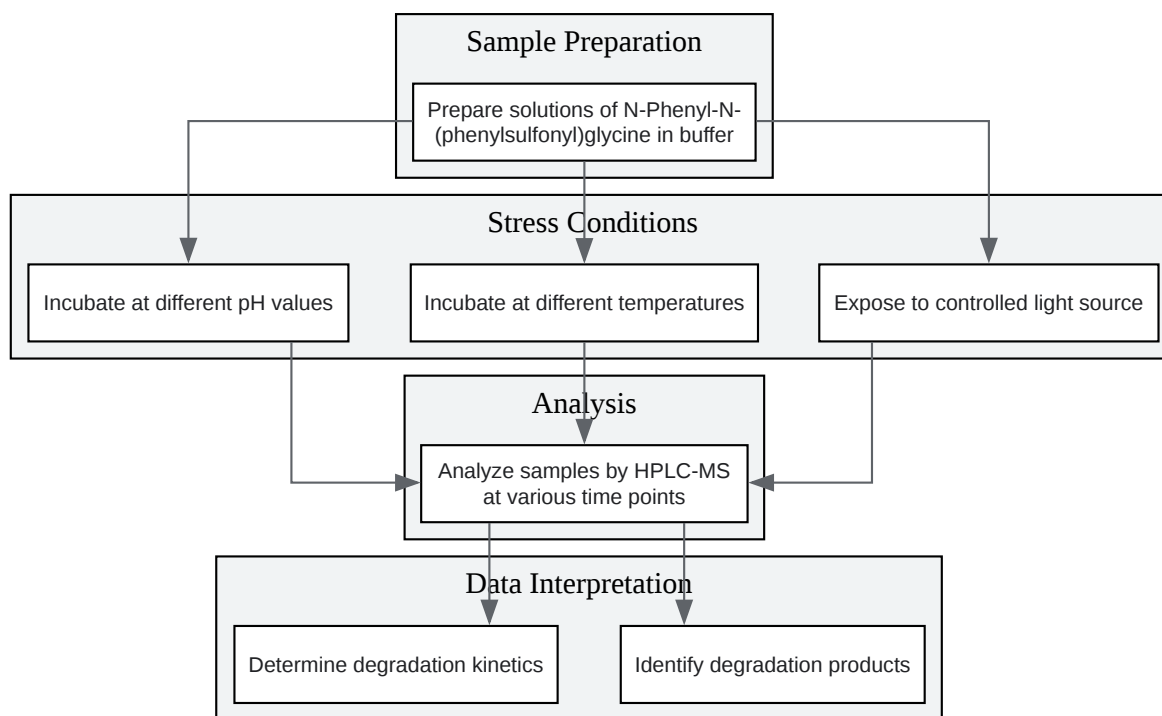 Sample Preparation
Prepare solutions of N-Phenyl-N-
(phenylsulfonyl)glycine in buffer
Stress Conditions
Incubate at different pH values
Incubate at different temperatures
Expose to controlled light source
Analysis
Analyze samples by HPLC-MS
at various time points
Data Interpretation
Determine degradation kinetics
Identify degradation products